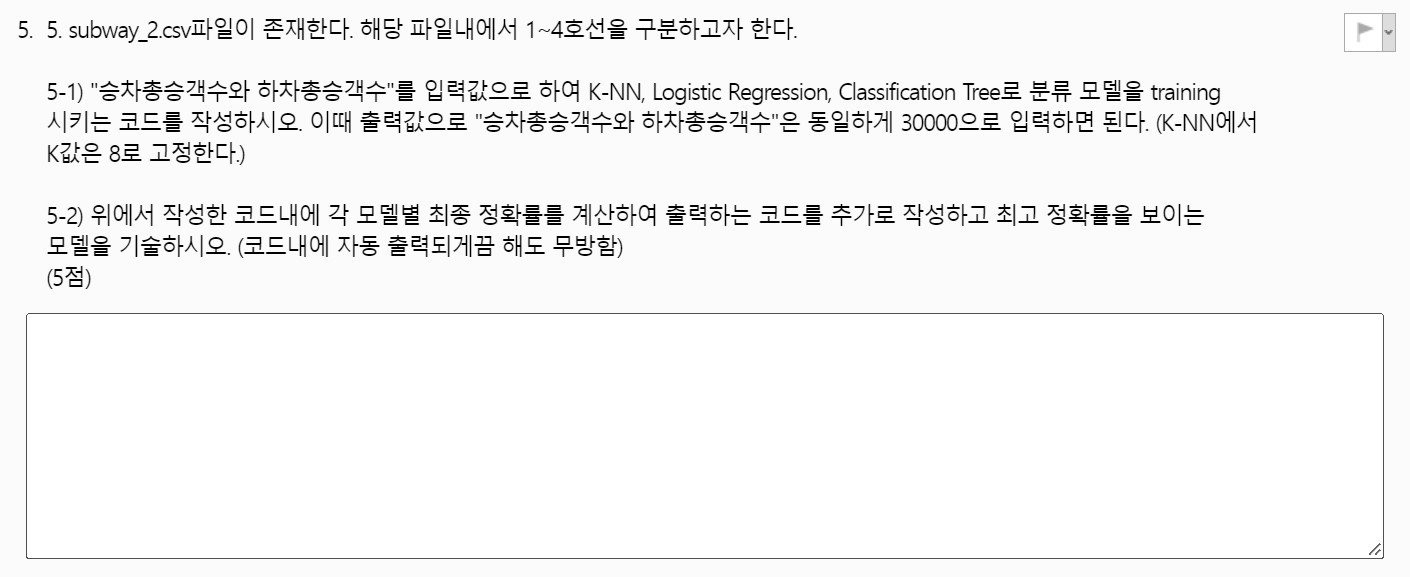 5. 5. subway_2.csv파일이 존재한다. 해당 파일내에서 1~4호선을 구분하고자 한다.
5-1) "승차총승객수와 하차총승객수"를 입력값으로 하여 K-NN, Logistic Regression, Classification Tree로 분류 모델을 training
시키는 코드를 작성하시오. 이때 출력값으로 "승차총승객수와 하차총승객수"은 동일하게 30000으로 입력하면 된다. (K-NN에서
K값은 8로 고정한다.)
5-2) 위에서 작성한 코드내에 각 모델별 최종 정확률를 계산하여 출력하는 코드를 추가로 작성하고 최고 정확률을 보이는
모델을 기술하시오. (코드내에 자동 출력되게끔 해도 무방함)
(5점)